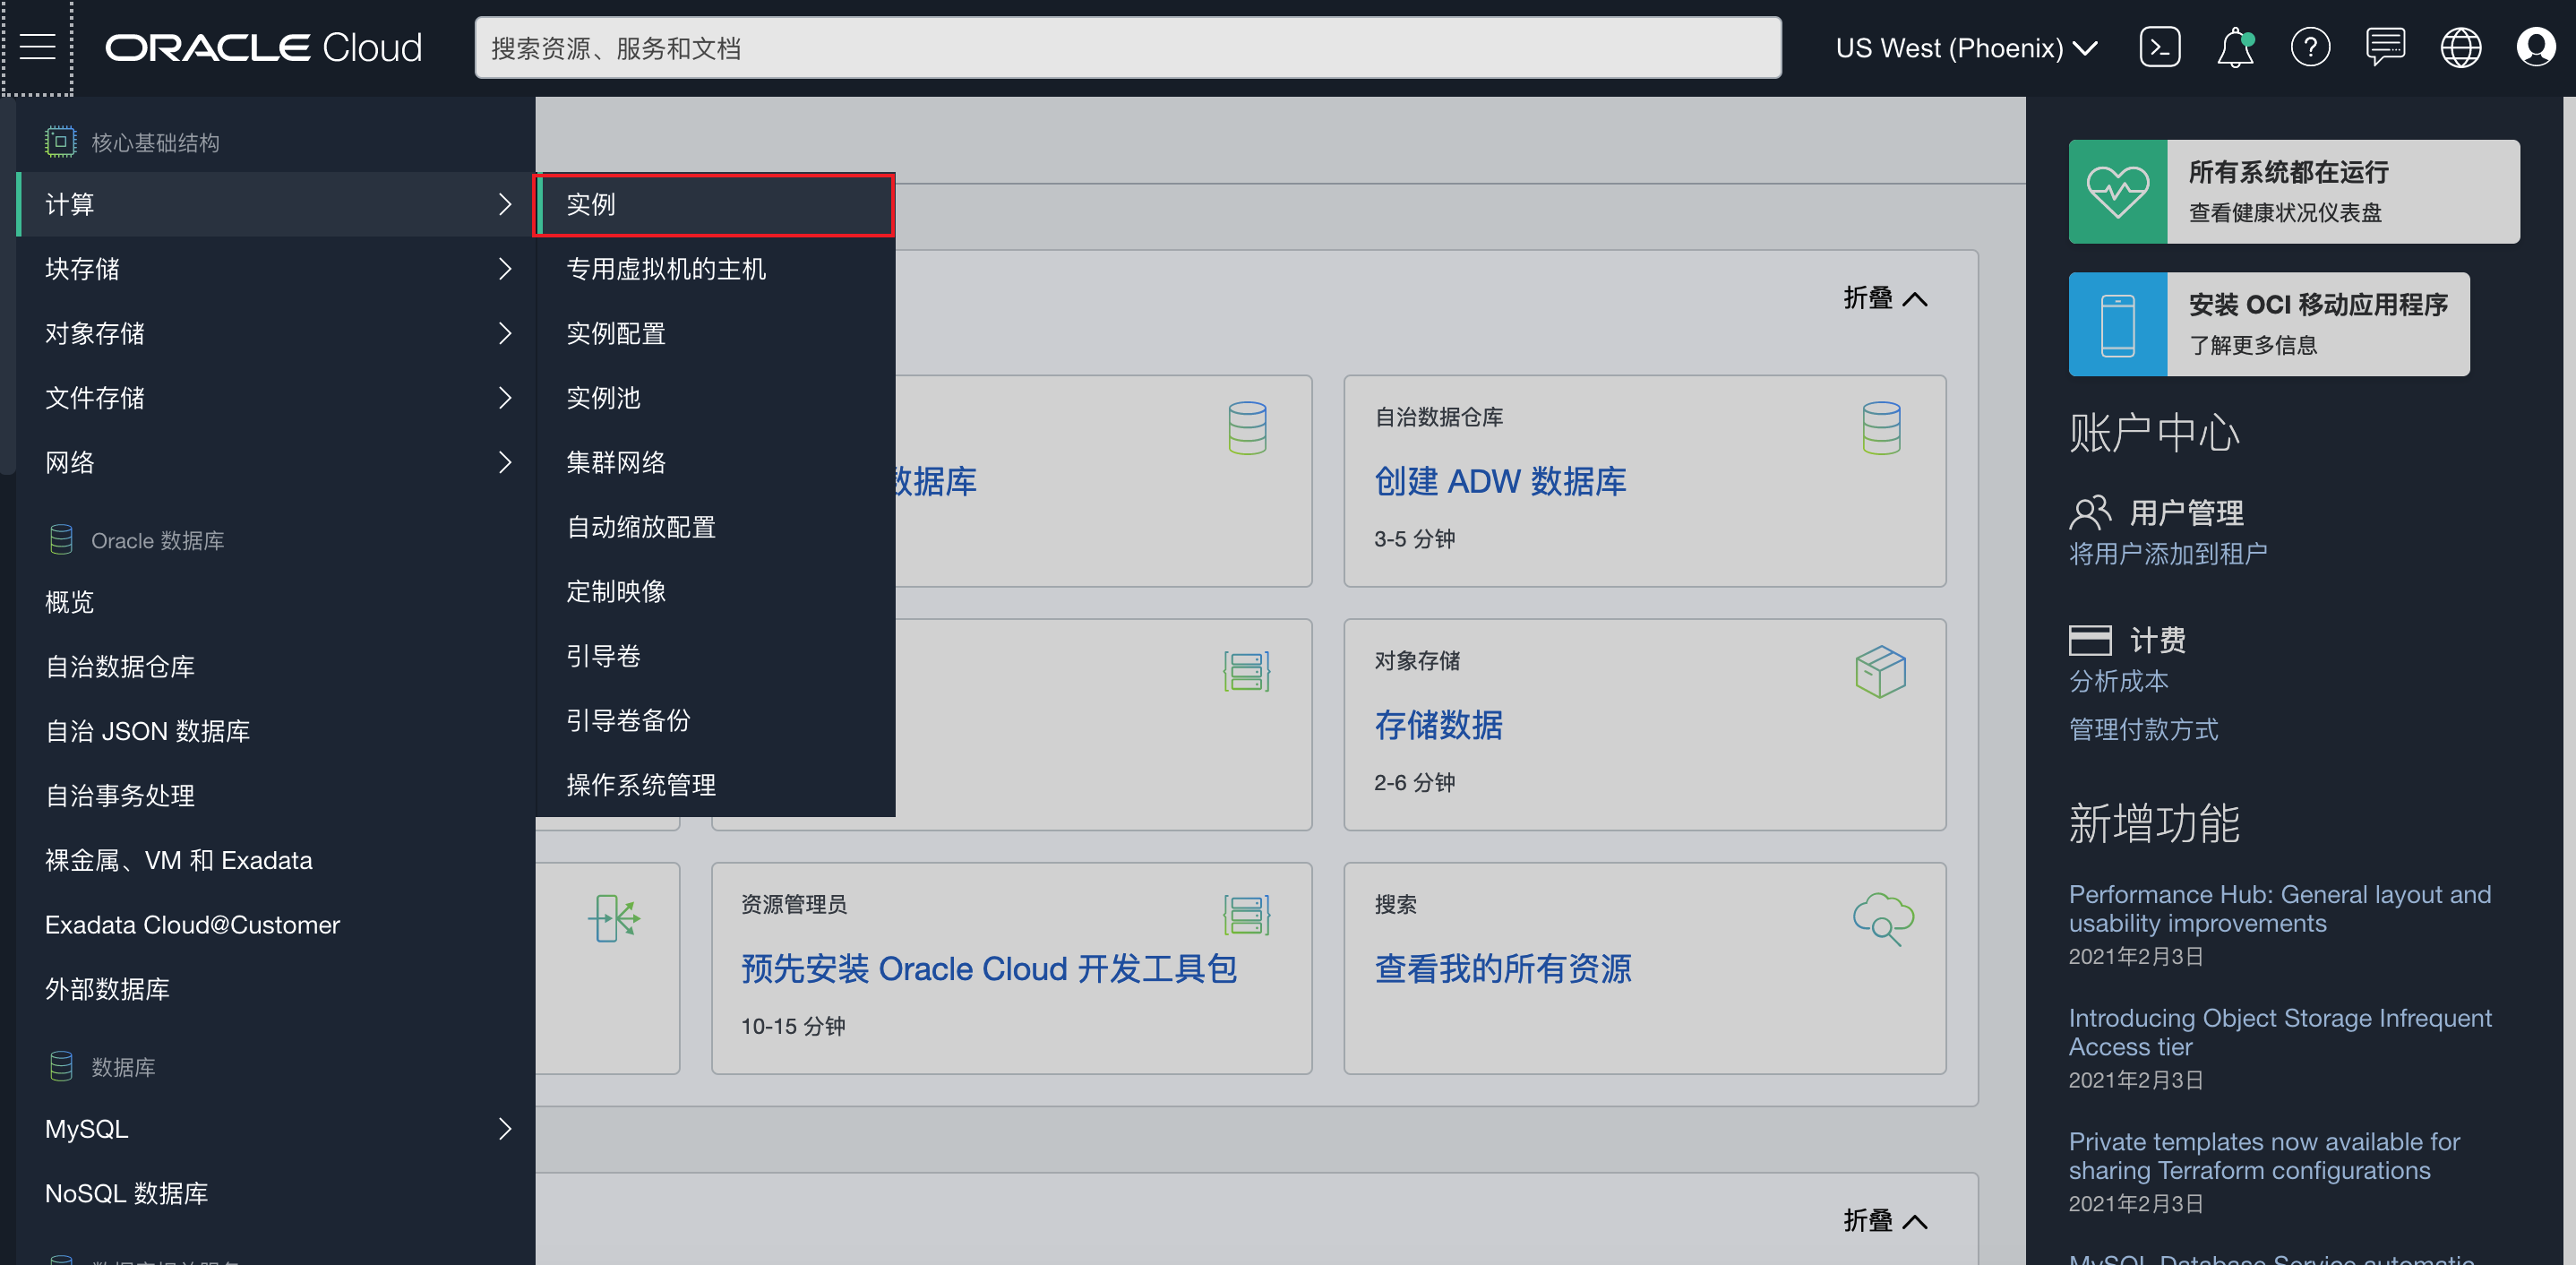 ORACLE Cloud
搜索资源、服务和文档
US West (Phoenix)
核心基础结构
计算
块存储
对象存储
文件存储
网络
Oracle 数据库
概览
自治数据仓库
自治 JSON 数据库
自治事务处理
裸金属、VM 和 Exadata
Exadata Cloud@Customer
外部数据库
数据库
MySQL
NoSQL 数据库
实例
专用虚拟机的主机
实例配置
实例池
集群网络
自动缩放配置
定制映像
引导卷
引导卷备份
操作系统管理
折叠
数据库
自治数据仓库
创建 ADW 数据库
3-5 分钟
对象存储
存储数据
2-6 分钟
资源管理员
预先安装 Oracle Cloud 开发工具包
10-15 分钟
搜索
查看我的所有资源
折叠
所有系统都在运行
查看健康状况仪表盘
安装 OCI 移动应用程序
了解更多信息
账户中心
用户管理
将用户添加到租户
计费
分析成本
管理付款方式
新增功能
Performance Hub: General layout and
usability improvements
2021年2月3日
Introducing Object Storage Infrequent
Access tier
2021年2月3日
Private templates now available for
sharing Terraform configurations
2021年2月3日
MySQL Database Service automatic